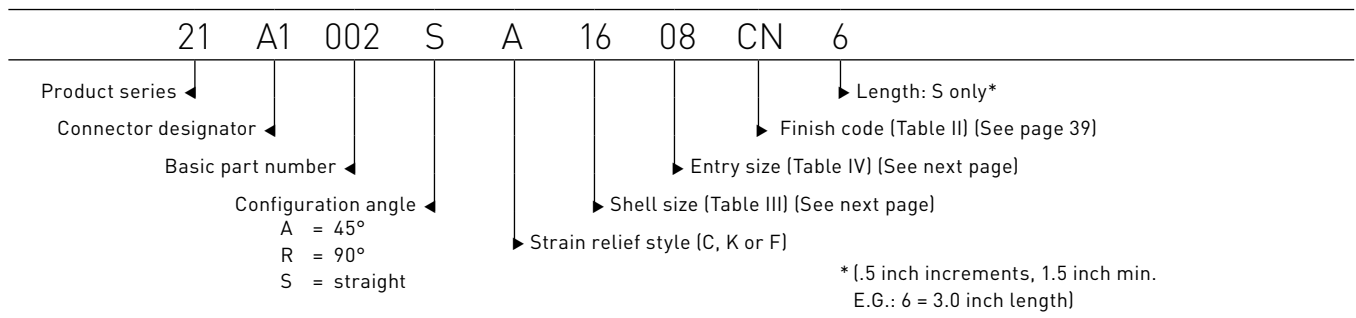 21 A1 002 S A 16 08 CN 6
Product series
Length: S only*
Connector designator
Finish code (Table II) (See page 39)
Basic part number
Entry size (Table IV) (See next page)
Configuration angle
Shell size (Table III) (See next page)
A = 45°
R = 90°
S = straight
Strain relief style (C, K or F)
* (.5 inch increments, 1.5 inch min.
E.G.: 6 = 3.0 inch length)